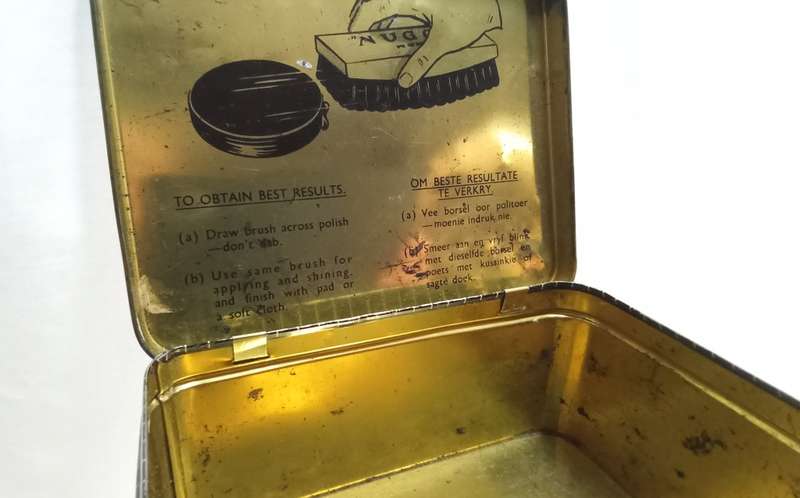 "NUGU
TO OBTAIN BEST RESULTS.
(a) Draw brush across polish
—don't dab.
(b) Use same brush for
applying and shining,
and finish with pad or
a soft cloth.
OM BESTE RESULTATE
TE VERKRY.
(a) Vee borsel oor politoer
—moenie indruk nie.
(b) Smeer aan en vryf blink
met dieselfde borsel en
poets met kussinkie of
sagte doek.